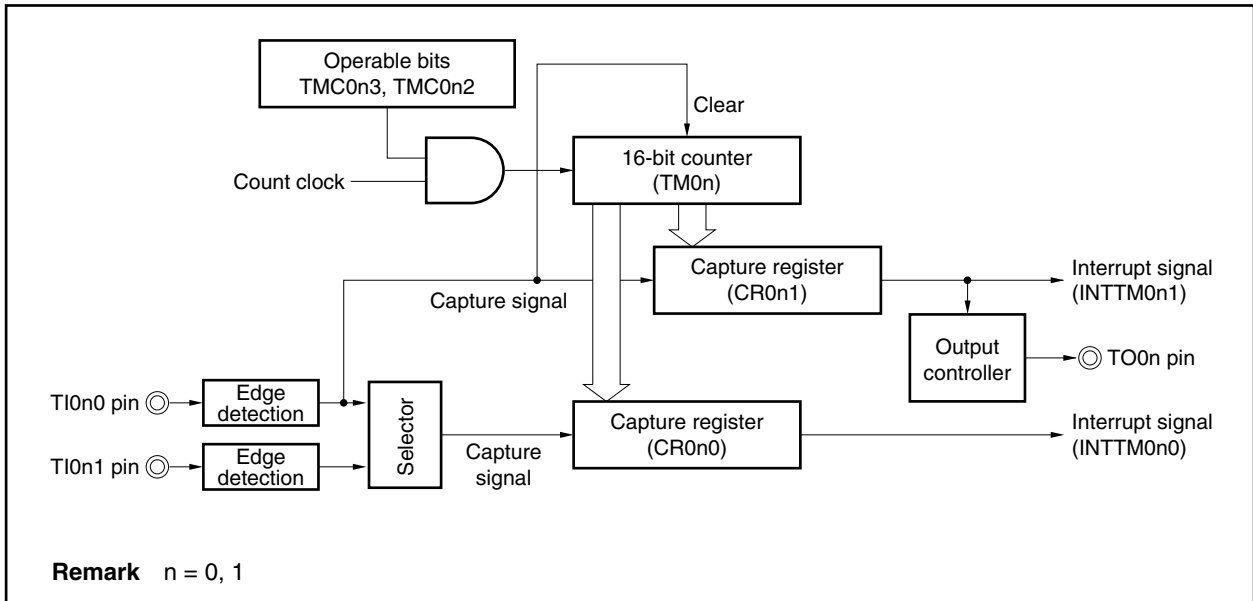 Operable bits
TMC0n3, TMC0n2
Clear
Count clock
16-bit counter
(TM0n)
Capture register
(CR0n1)
Interrupt signal
(INTTM0n1)
Capture signal
Output
controller
TO0n pin
TI0n0 pin
Edge
detection
Selector
Capture register
(CR0n0)
Interrupt signal
(INTTM0n0)
TI0n1 pin
Edge
detection
Capture
signal
Remark n = 0, 1